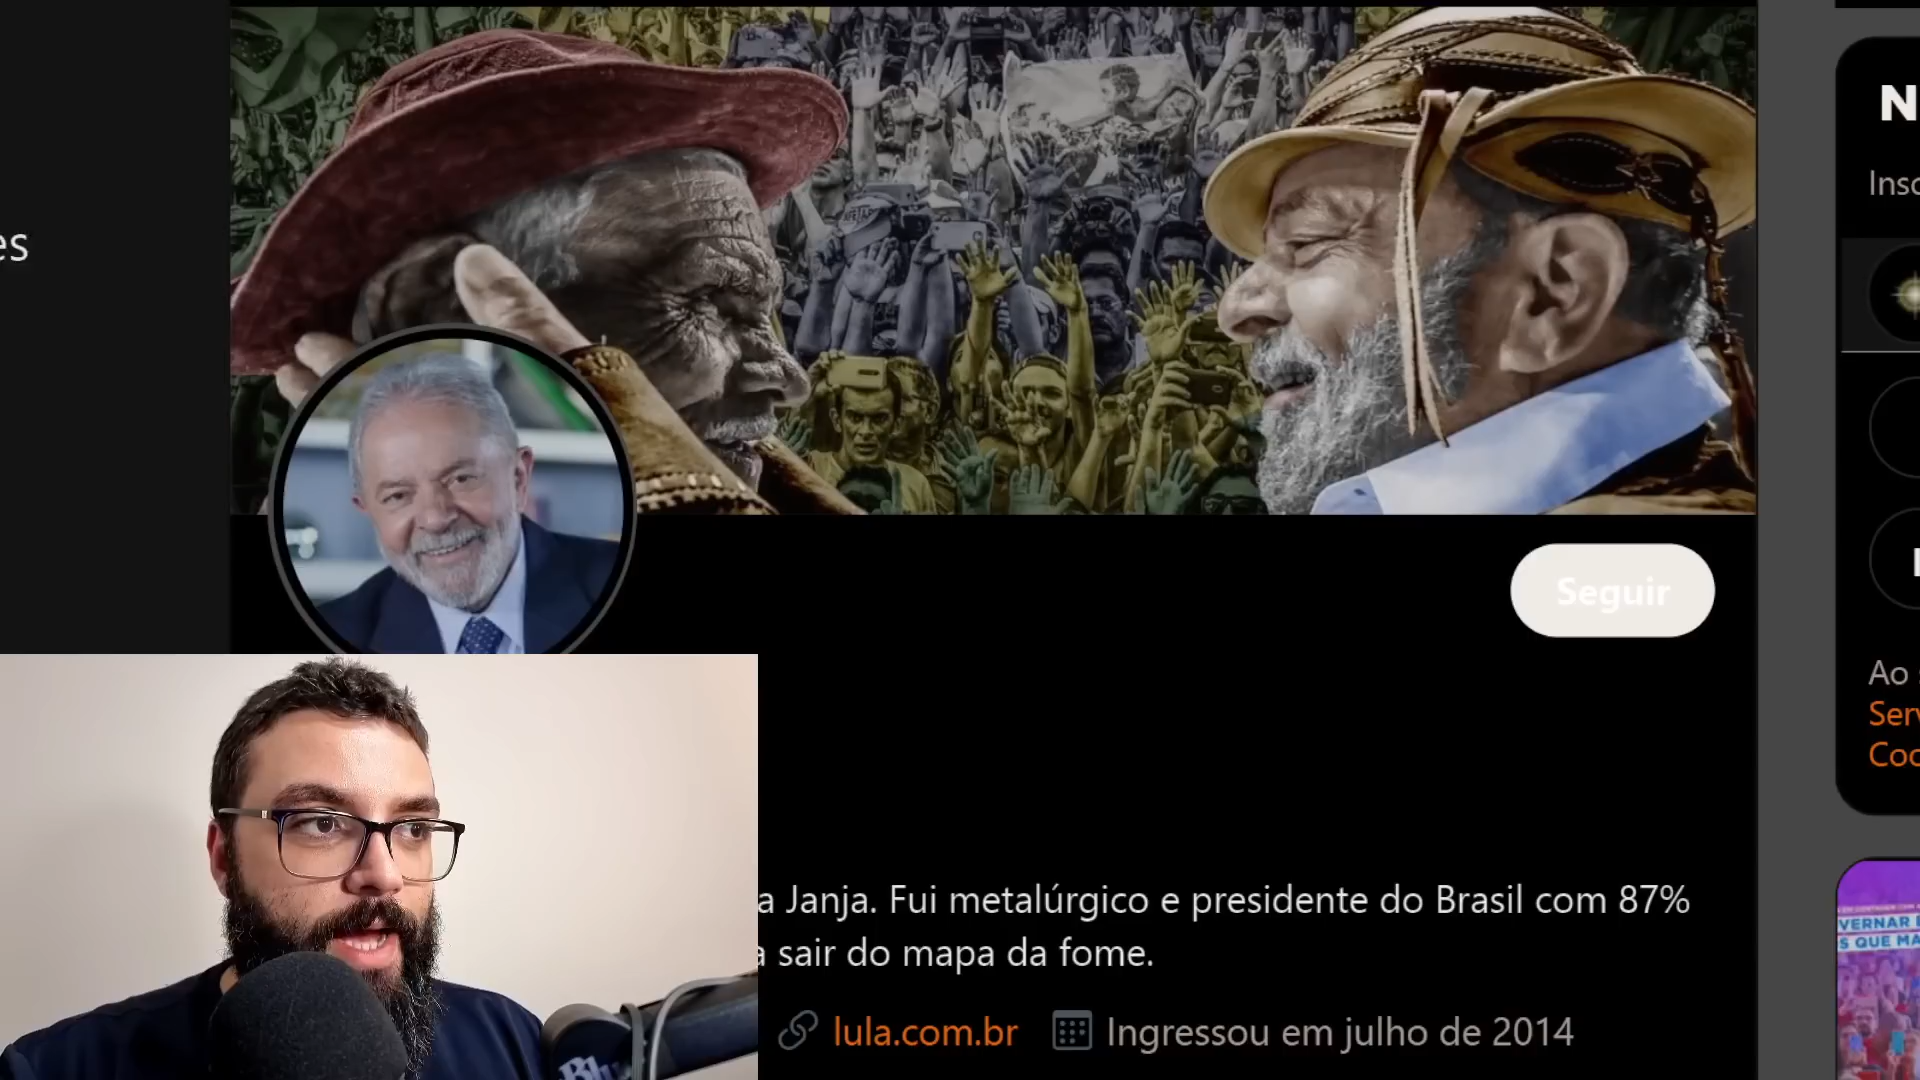 es
Seguir
a Janja. Fui metalúrgico e presidente do Brasil com 87%
a sair do mapa da fome.
lula.com.br
Ingressou em julho de 2014
N
Insc
Ao
Serv
Coo
VERNAR
S QUE MA